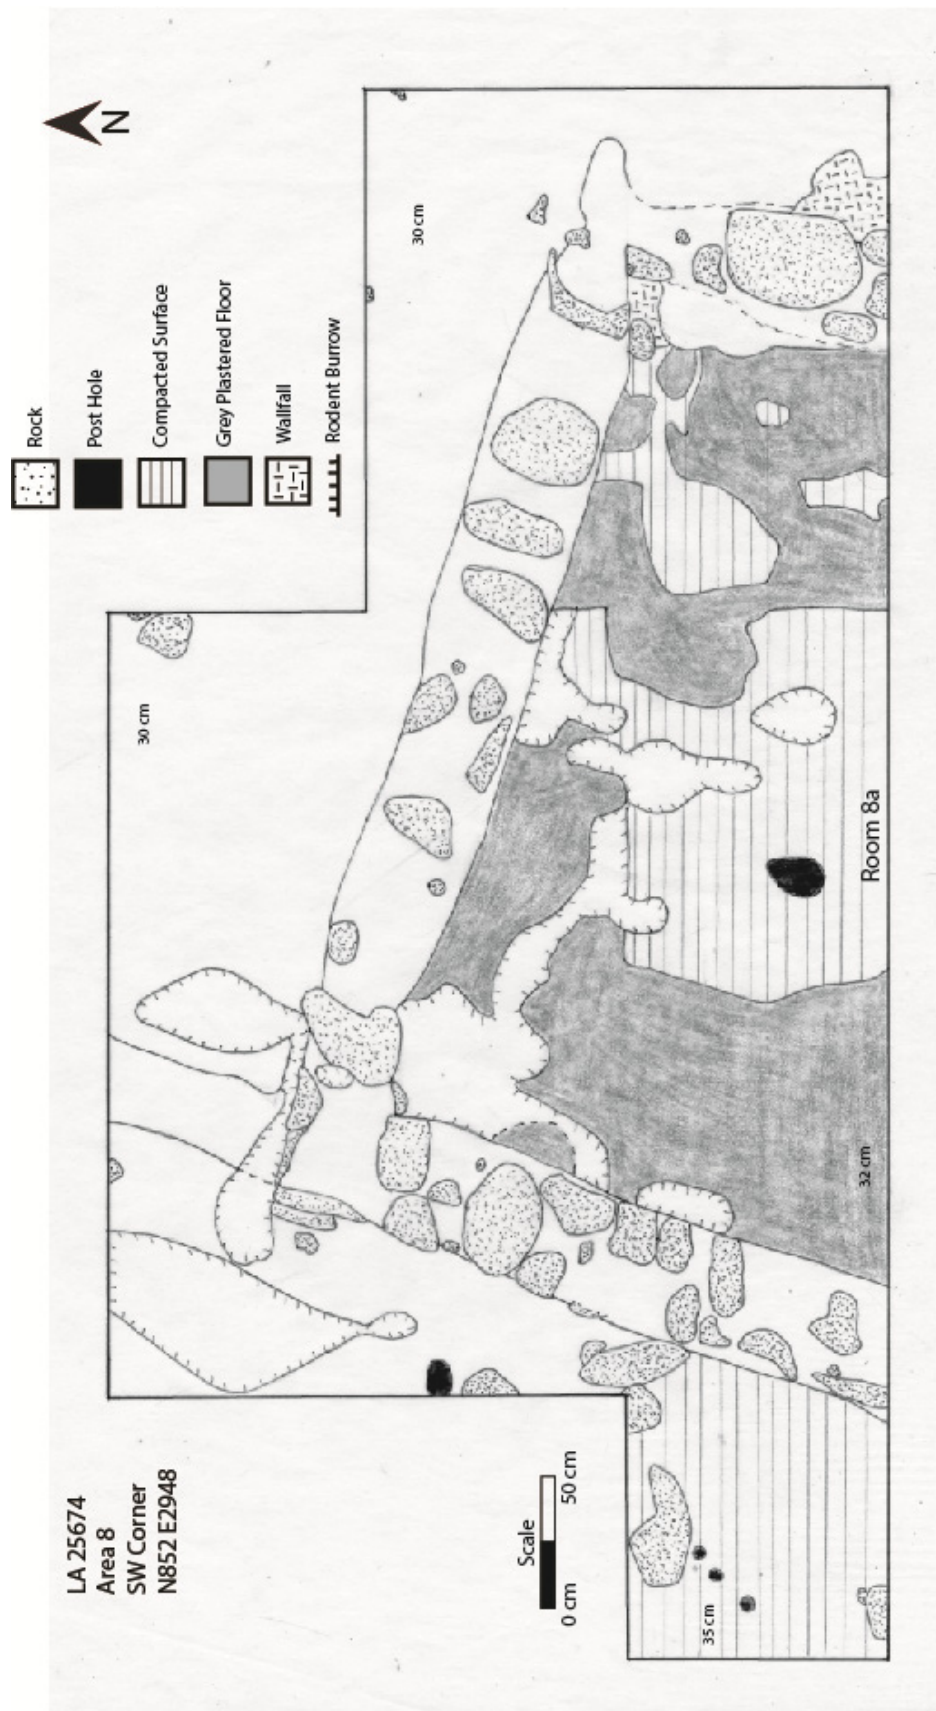 LA 25674
Area 8
SW Corner
N852 E2948
N
Rock
Post Hole
Compacted Surface
Grey Plastered Floor
Wallfall
Rodent Burrow
30 cm
30 cm
Scale
0 cm
50 cm
35 cm
32 cm
Room 8a